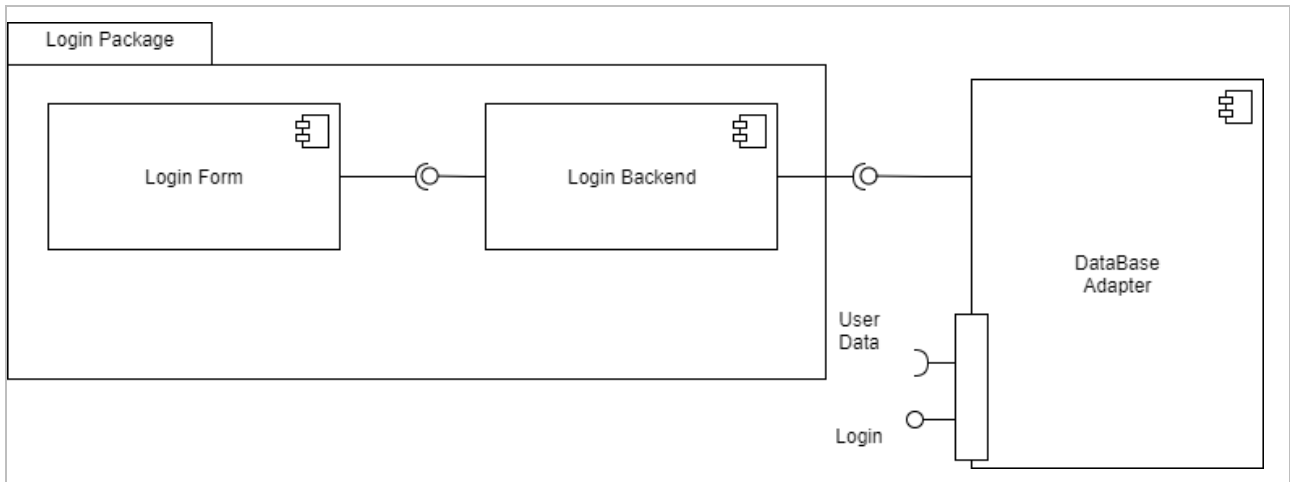 Login Package
Login Form
Login Backend
DataBase
Adapter
User
Data
Login